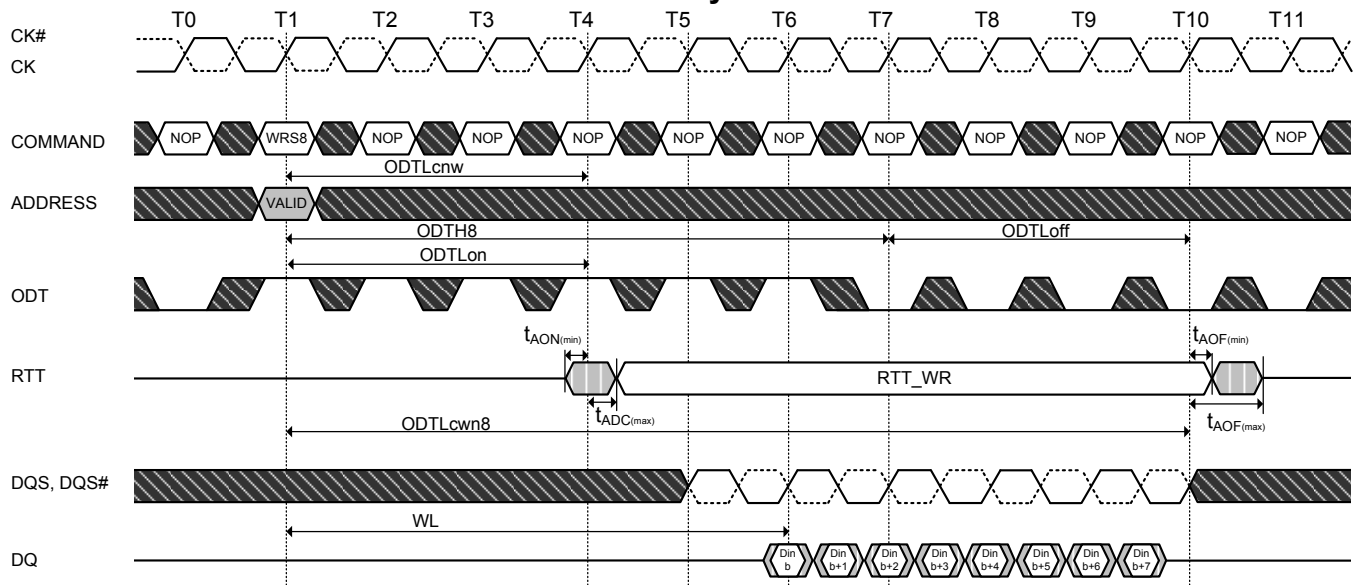 T0 T1 T2 T3 T4 T5 T6 T7 T8 T9 T10 T11
CK#
CK
COMMAND NOP WRS8 NOP NOP NOP NOP NOP NOP NOP NOP NOP NOP
ODTLcnw
ADDRESS VALID
ODTH8 ODTLoff
ODTLon
ODT
tAON(min) tAOF(min)
RTT RTT_WR
tADC(max) tAOF(max)
ODTLcwn8
DQS, DQS#
WL
DQ Din b Din b+1 Din b+2 Din b+3 Din b+4 Din b+5 Din b+6 Din b+7